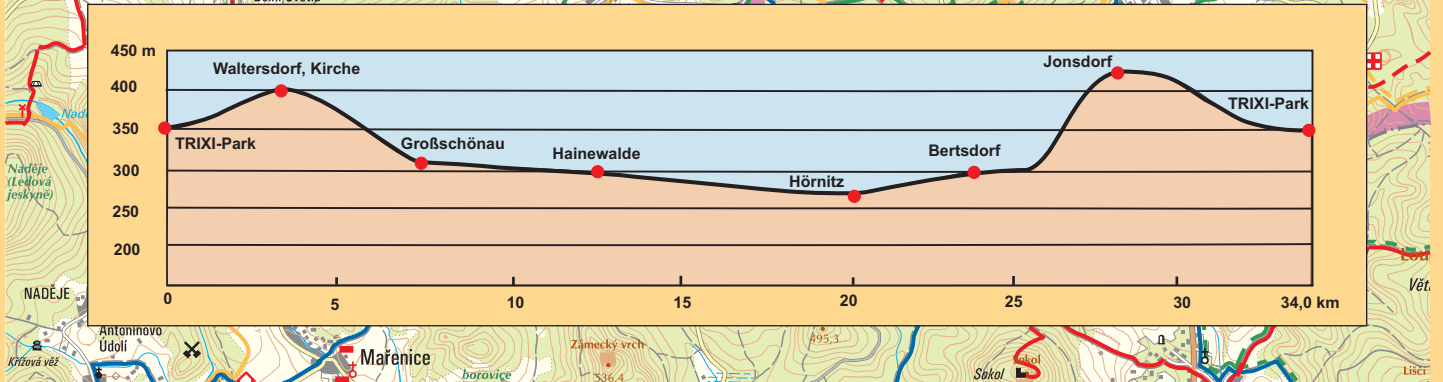 450 m
400
350
300
250
200
Waltersdorf, Kirche
TRIXI-Park
Großschönau
Hainewalde
Hörnitz
Bertsdorf
Jonsdorf
TRIXI-Park
0 5 10 15 20 25 30 34,0 km
Naděje
(Ledová
jeskyně)
NADĚJE
Antonínovo
Údolí
Křížová věž
Mařenice
borovice
Zámecký vrch
536,4
495,3
Sokol
Sokol